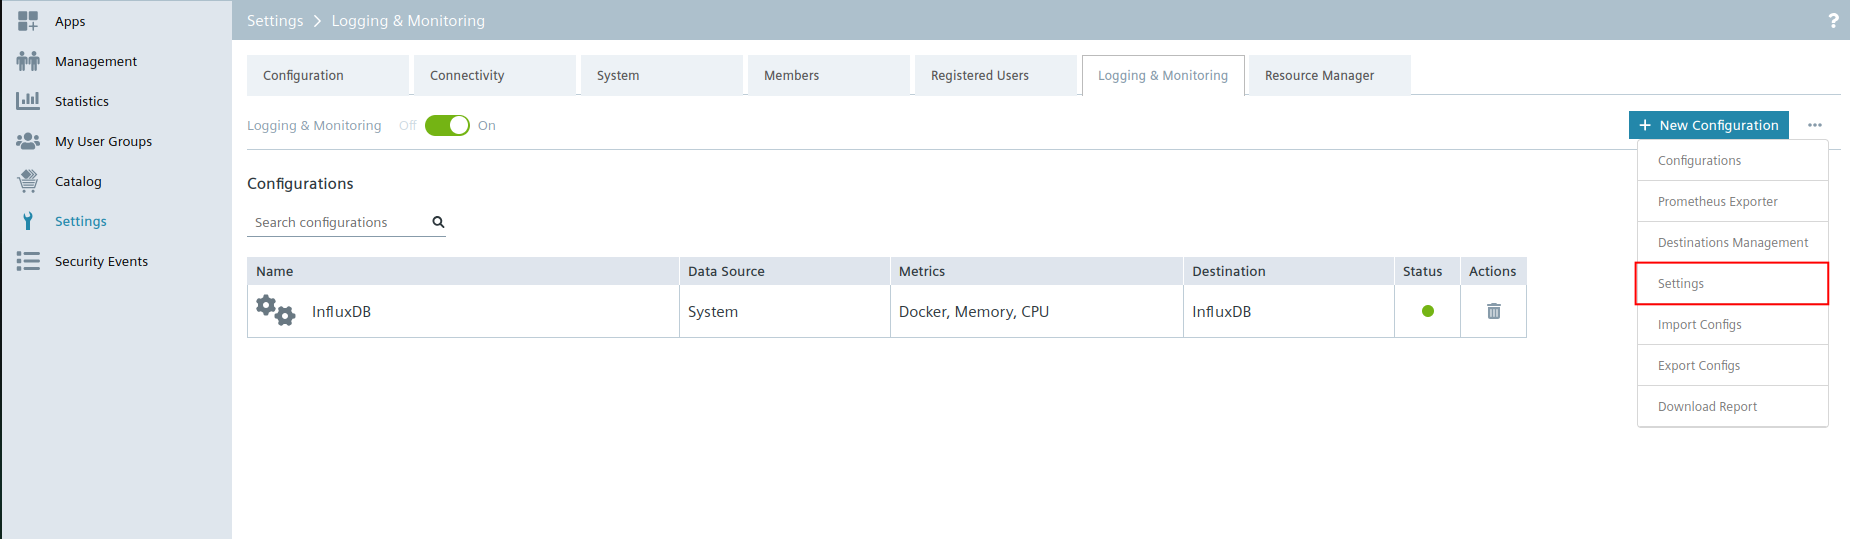 Apps
Management
Statistics
My User Groups
Catalog
Settings
Security Events
Settings > Logging & Monitoring
?
Configuration Connectivity System Members Registered Users Logging & Monitoring Resource Manager
Logging & Monitoring Off On
+ New Configuration ...
Configurations
Prometheus Exporter
Destinations Management
Settings
Import Configs
Export Configs
Download Report
Configurations
Search configurations
Name Data Source Metrics Destination Status Actions
InfluxDB System Docker, Memory, CPU InfluxDB